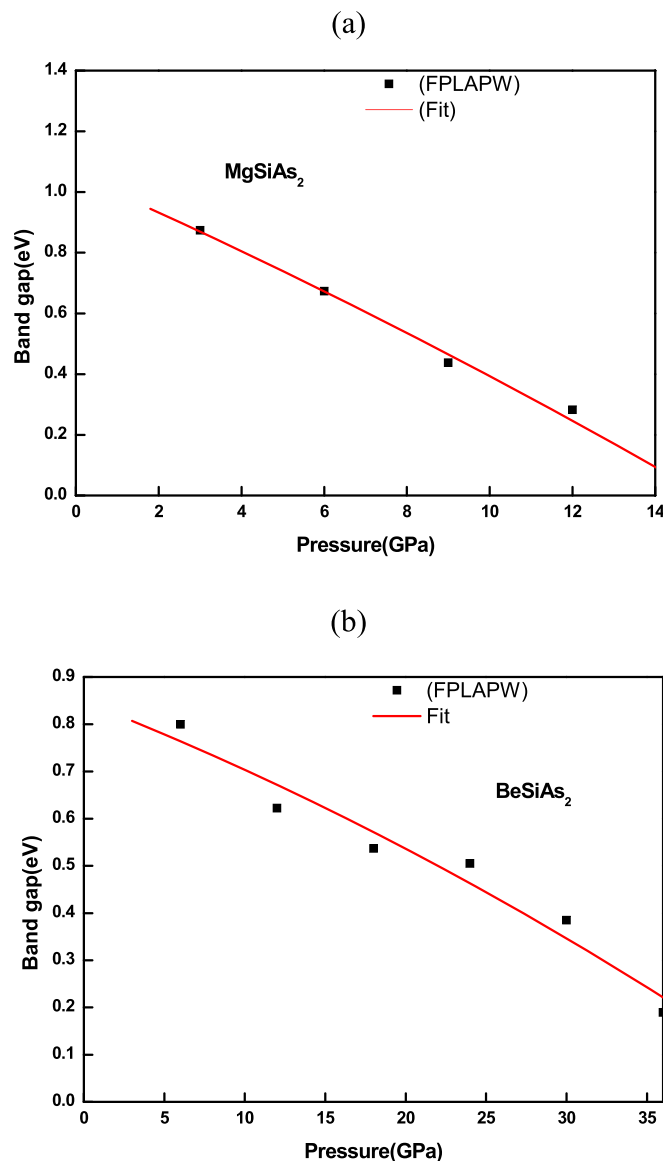 (a)
1.4
(FPLAPW)
(Fit)
1.2
MgSiAs₂
1.0
0.8
0.6
0.4
0.2
0.0
Band gap(eV)
0 2 4 6 8 10 12 14
Pressure(GPa)
(b)
0.9
(FPLAPW)
Fit
0.8
0.7
BeSiAs₂
0.6
0.5
0.4
0.3
0.2
0.1
0.0
Band gap(eV)
0 5 10 15 20 25 30 35
Pressure(GPa)